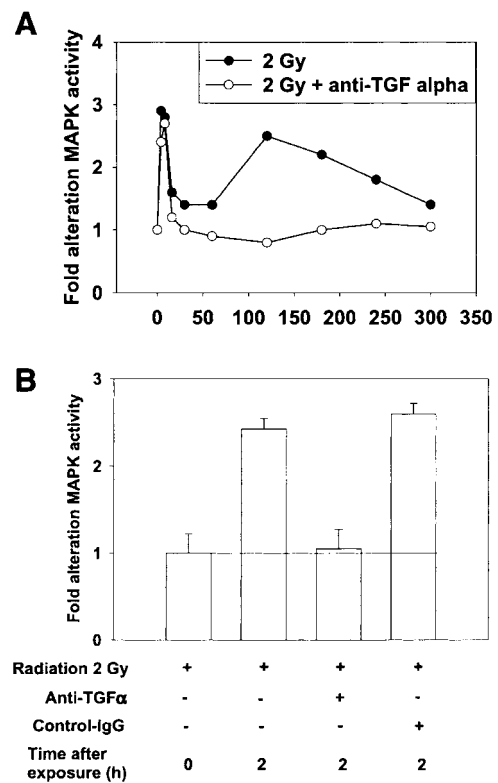 A
4
3
2
1
0
Fold alteration MAPK activity
2 Gy
2 Gy + anti-TGF alpha
0 50 100 150 200 250 300 350
B
3
2
1
0
Fold alteration MAPK activity
Radiation 2 Gy + + + +
Anti-TGFα - - + -
Control-IgG - - - +
Time after
exposure (h) 0 2 2 2